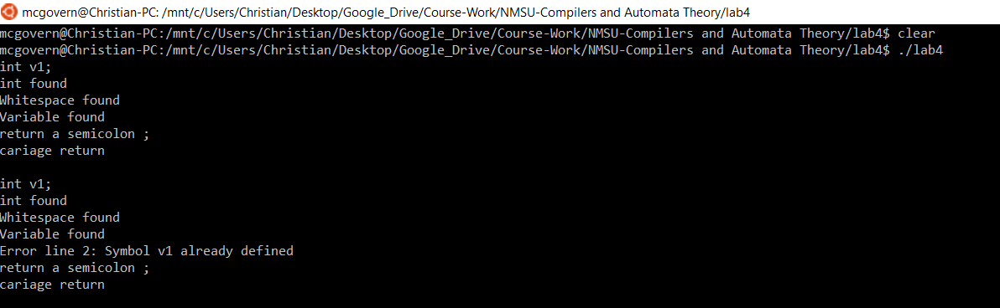 mcgovern@Christian-PC: /mnt/c/Users/Christian/Desktop/Google_Drive/Course-Work/NMSU-Compilers and Automata Theory/lab4
mcgovern@Christian-PC:/mnt/c/Users/Christian/Desktop/Google_Drive/Course-Work/NMSU-Compilers and Automata Theory/lab4$ clear
mcgovern@Christian-PC:/mnt/c/Users/Christian/Desktop/Google_Drive/Course-Work/NMSU-Compilers and Automata Theory/lab4$ ./lab4
int v1;
int found
Whitespace found
Variable found
return a semicolon ;
cariage return
int v1;
int found
Whitespace found
Variable found
Error line 2: Symbol v1 already defined
return a semicolon ;
cariage return